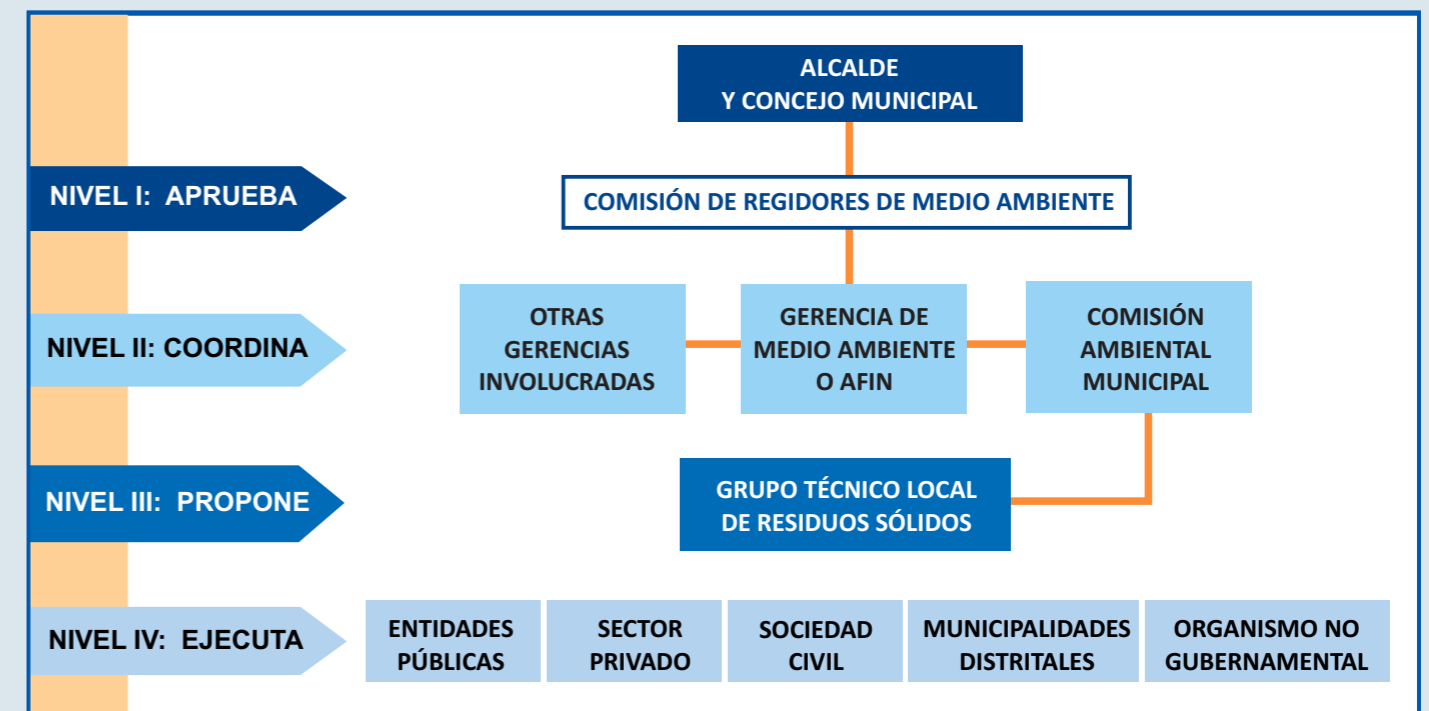 ALCALDE
Y CONCEJO MUNICIPAL
NIVEL I: APRUEBA
COMISIÓN DE REGIDORES DE MEDIO AMBIENTE
NIVEL II: COORDINA
OTRAS
GERENCIAS
INVOLUCRADAS
GERENCIA DE
MEDIO AMBIENTE
O AFIN
COMISIÓN
AMBIENTAL
MUNICIPAL
NIVEL III: PROPONE
GRUPO TÉCNICO LOCAL
DE RESIDUOS SÓLIDOS
NIVEL IV: EJECUTA
ENTIDADES
PÚBLICAS
SECTOR
PRIVADO
SOCIEDAD
CIVIL
MUNICIPALIDADES
DISTRITALES
ORGANISMO NO
GUBERNAMENTAL